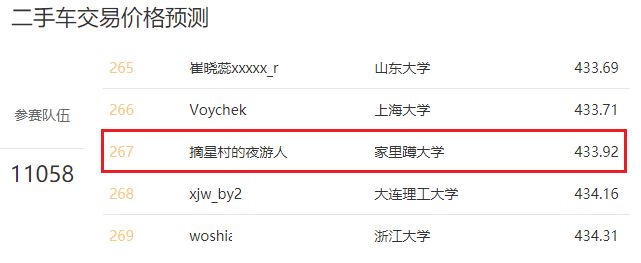 二手车交易价格预测
参赛队伍
11058
265 崔晓蕊xxxxx_r 山东大学 433.69
266 Voychek 上海大学 433.71
267 摘星村的夜游人 家里蹲大学 433.92
268 xjw_by2 大连理工大学 434.16
269 woshia 浙江大学 434.31